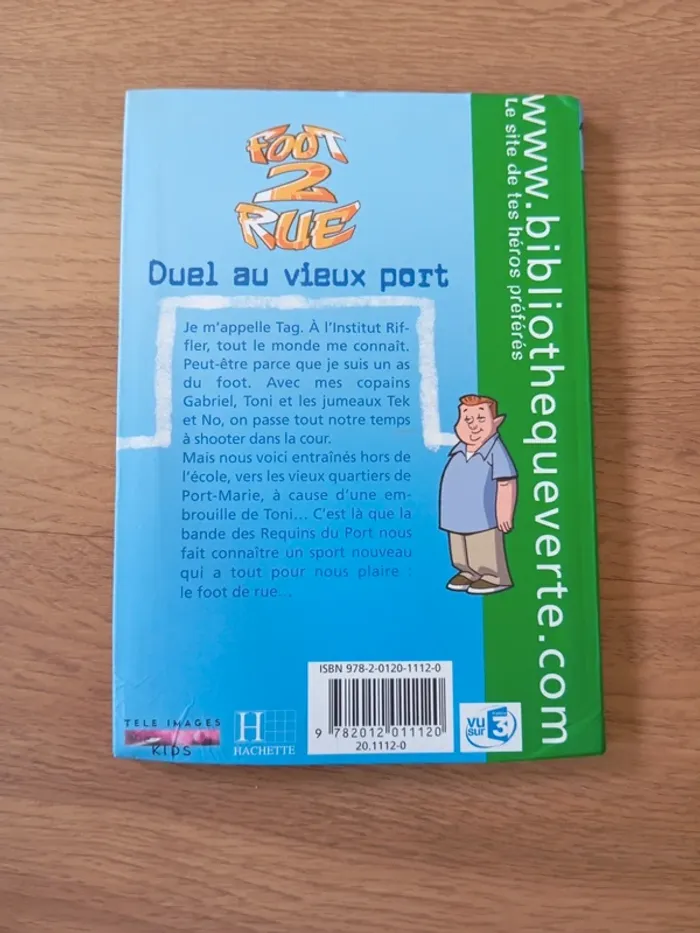 FOOT
2
RUE
Duel au vieux port
Je m'appelle Tag. À l'Institut Rif-
fler, tout le monde me connaît.
Peut-être parce que je suis un as
du foot. Avec mes copains
Gabriel, Toni et les jumeaux Tek
et No, on passe tout notre temps
à shooter dans la cour.
Mais nous voici entraînés hors de
l'école, vers les vieux quartiers de
Port-Marie, à cause d'une em-
brouille de Toni... C'est là que la
bande des Requins du Port nous
fait connaître un sport nouveau
qui a tout pour nous plaire :
le foot de rue...
www.bibliothequeverte.com
Le site de tes héros préférés
TELE IMAGES
KIDS
H
HACHETTE
ISBN 978-2-0120-1112-0
9 782012 011120
20.1112-0
vu
sur
3